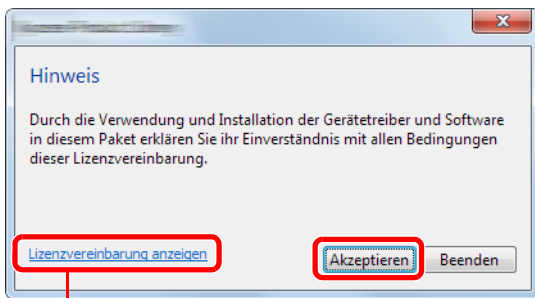 Hinweis
Durch die Verwendung und Installation der Gerätetreiber und Software
in diesem Paket erklären Sie ihr Einverständnis mit allen Bedingungen
dieser Lizenzvereinbarung.
Lizenzvereinbarung anzeigen
Akzeptieren
Beenden